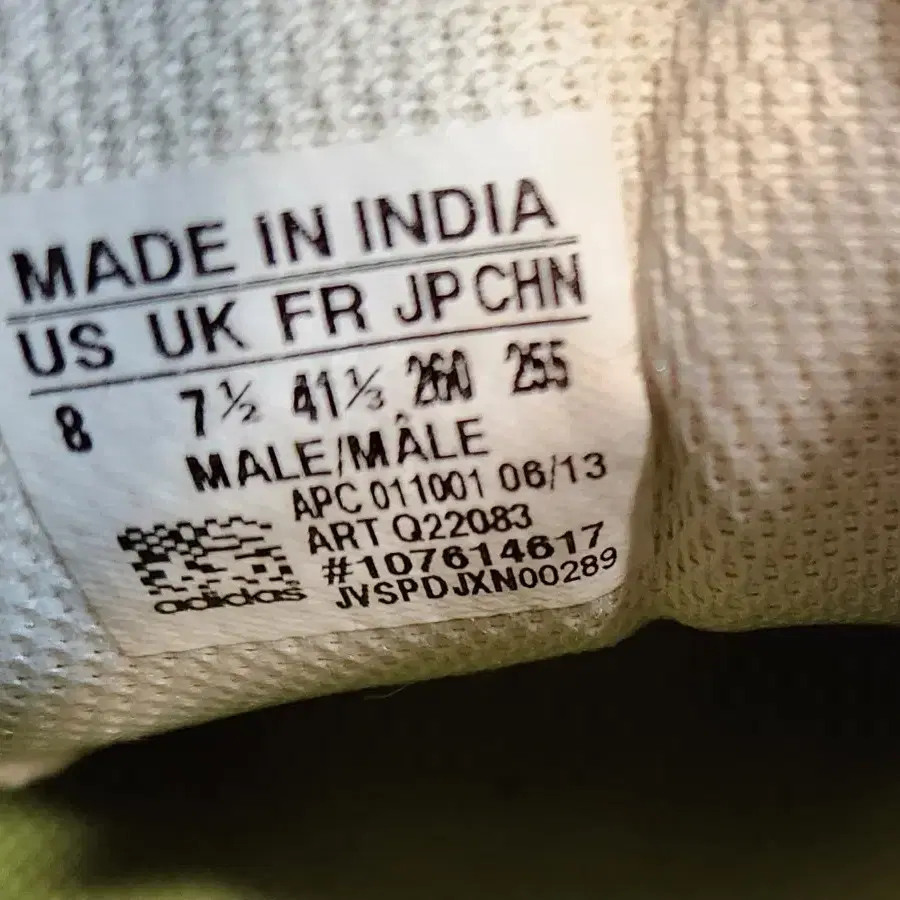 MADE IN INDIA
US UK FR JP CHN
8 7½ 41⅓ 260 255
MALE/MÂLE
APC 011001 06/13
ART Q22083
#107614617
JVSPDJXN00289
adidas